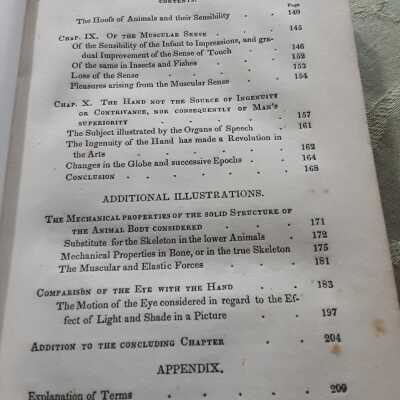 CONTENTS.
Page
The Hoofs of Animals and their Sensibility . . 140
Chap. IX. Of the Muscular Sense . . . 145
Of the Sensibility of the Infant to Impressions, and gra-
dual Improvement of the Sense of Touch . . 146
Of the same in Insects and Fishes . . . 152
Loss of the Sense . . . . . 153
Pleasures arising from the Muscular Sense . . 154
Chap. X. The Hand not the Source of Ingenuity
or Contrivance, nor consequently of Man's
superiority . . . . . 157
The Subject illustrated by the Organs of Speech . 161
The Ingenuity of the Hand has made a Revolution in
the Arts . . . . . 162
Changes in the Globe and successive Epochs . . 164
Conclusion . . . . . . 168
ADDITIONAL ILLUSTRATIONS.
The Mechanical properties of the solid Structure of
the Animal Body considered . . . 171
Substitute for the Skeleton in the lower Animals . 172
Mechanical Properties in Bone, or in the true Skeleton 175
The Muscular and Elastic Forces . . . 181
Comparison of the Eye with the Hand . . 183
The Motion of the Eye considered in regard to the Ef-
fect of Light and Shade in a Picture . . 197
Addition to the concluding Chapter . . 204
APPENDIX.
Explanation of Terms . . . . . 209